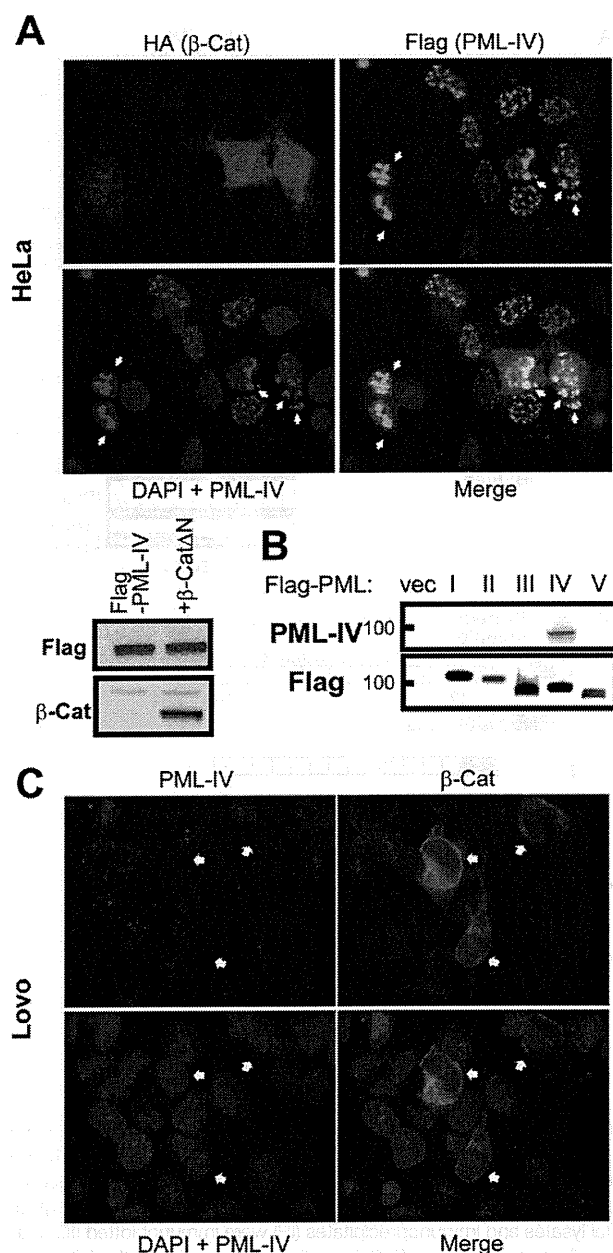 A
HA (β-Cat)
Flag (PML-IV)
HeLa
DAPI + PML-IV
Merge
Flag
-PML-IV
+β-CatΔN
Flag
β-Cat
B
Flag-PML: vec I II III IV V
PML-IV 100
Flag 100
C
PML-IV
β-Cat
Lovo
DAPI + PML-IV
Merge